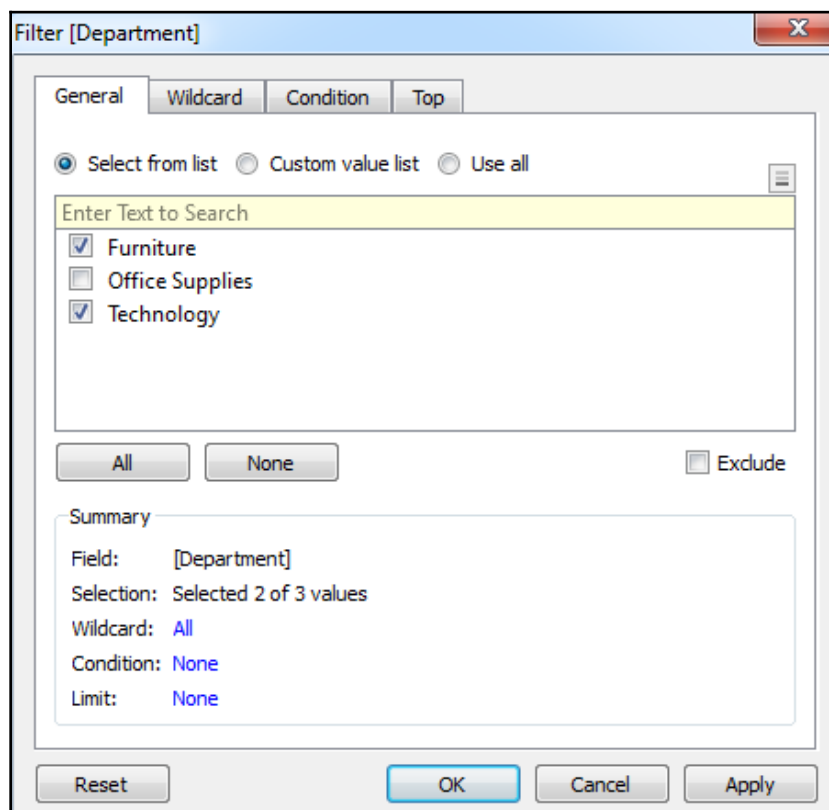 Filter [Department]
General Wildcard Condition Top
Select from list Custom value list Use all
Enter Text to Search
Furniture
Office Supplies
Technology
All None Exclude
Summary
Field: [Department]
Selection: Selected 2 of 3 values
Wildcard: All
Condition: None
Limit: None
Reset OK Cancel Apply